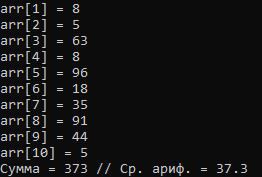 arr[1] = 8
arr[2] = 5
arr[3] = 63
arr[4] = 8
arr[5] = 96
arr[6] = 18
arr[7] = 35
arr[8] = 91
arr[9] = 44
arr[10] = 5
Сумма = 373 // Ср. ариф. = 37.3